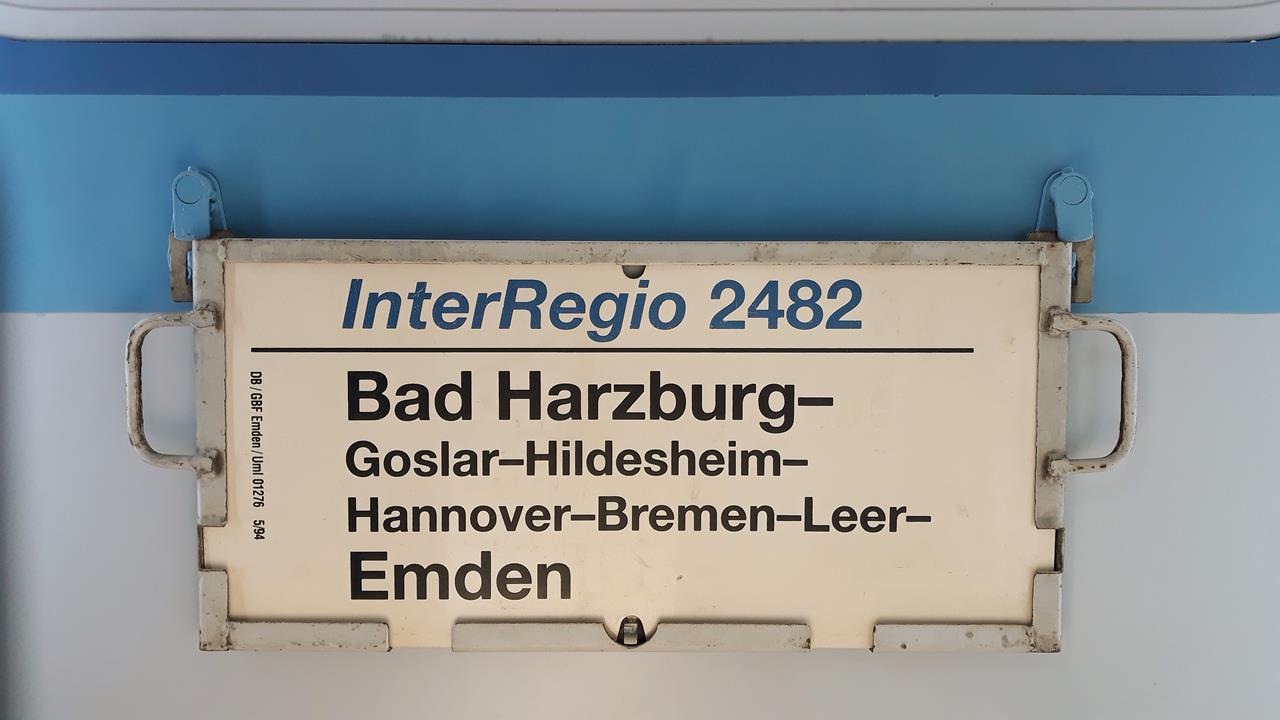 InterRegio 2482
Bad Harzburg–
Goslar–Hildesheim–
Hannover–Bremen–Leer–
Emden
DB / GBF Emden / Uml 01276 5/94